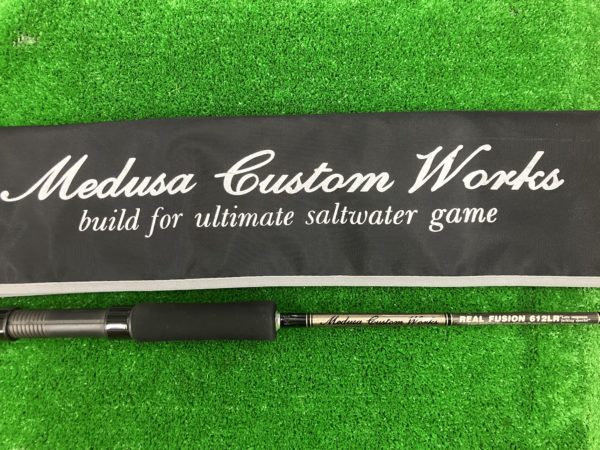 Medusa Custom Works
build for ultimate saltwater game
Medusa Custom Works
REAL FUSION 612LR